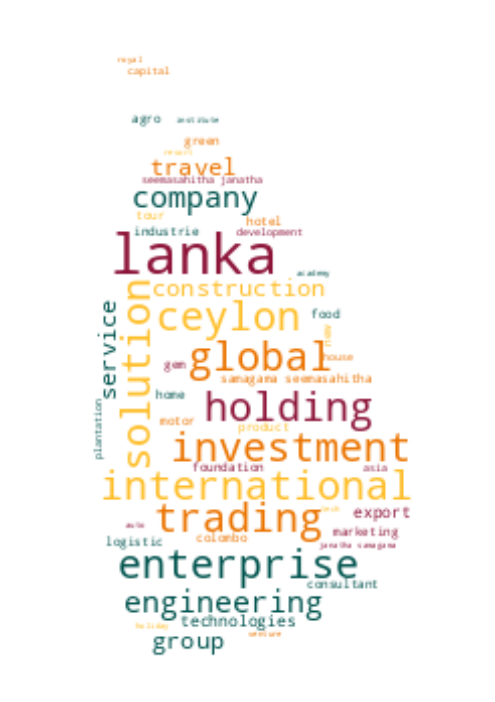 royal
capital
agro institute
green
resort
travel
seemasahitha janatha
company
tour
hotel
industrie development
lanka
academy
solution
construction
service
ceylon
food
new
global
house
gem
samagama seemasahitha
home
holding
plantation
motor
product
investment
foundation asia
international
tech
trading
export
auto
marketing
colombo
logistic
janatha samagama
enterprise
consultant
engineering
technologies
holiday
venture
group